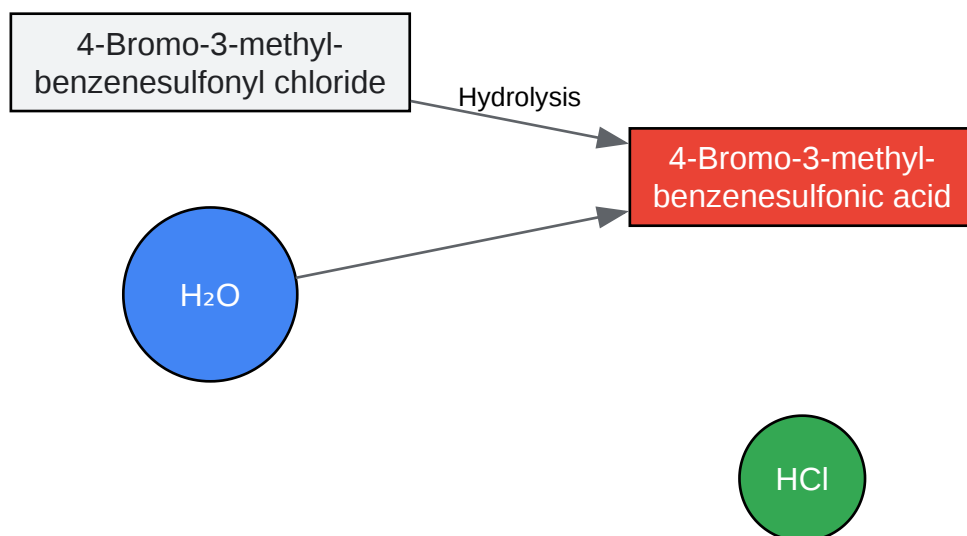 4-Bromo-3-methyl-
benzenesulfonyl chloride
Hydrolysis
4-Bromo-3-methyl-
benzenesulfonic acid
H₂O
HCl